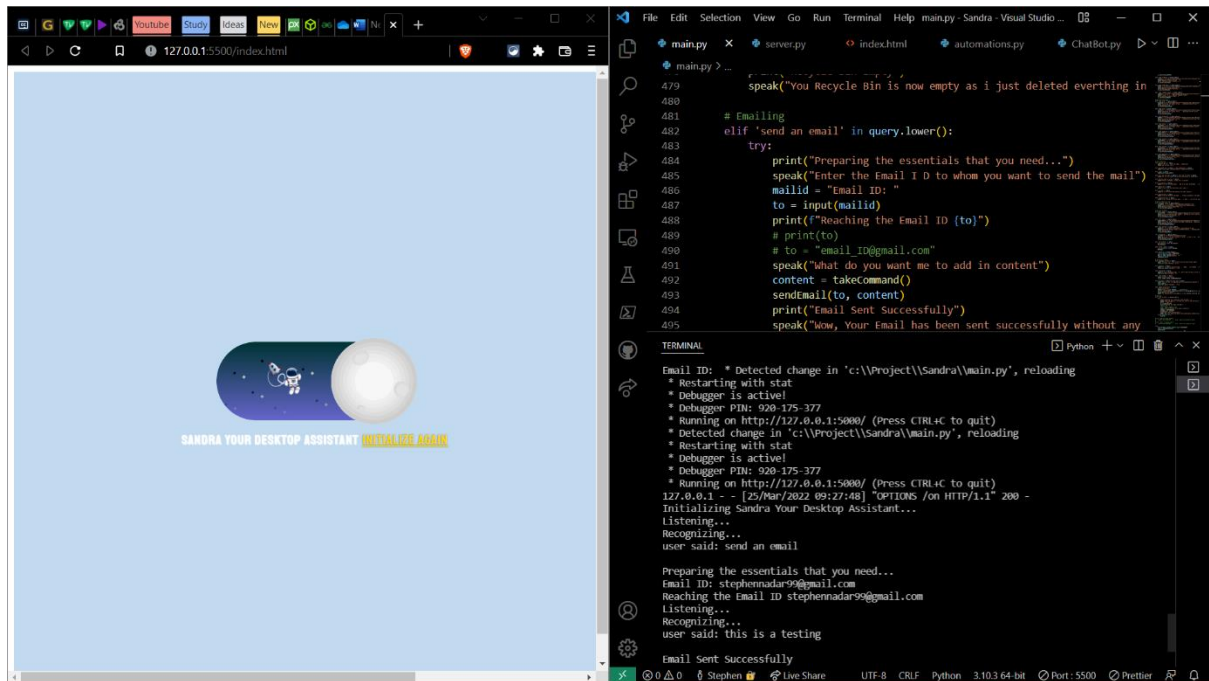 Youtube Study Ideas New
127.0.0.1:5500/index.html
SANDRA YOUR DESKTOP ASSISTANT INITIALIZE AGAIN
File Edit Selection View Go Run Terminal Help main.py - Sandra - Visual Studio ...
main.py server.py index.html automations.py ChatBot.py
main.py > ...
479 speak("You Recycle Bin is now empty as i just deleted everthing in
480
481 # Emailing
482 elif 'send an email' in query.lower():
483 try:
484 print("Preparing the essentials that you need...")
485 speak("Enter the Email I D to whom you want to send the mail")
486 mailid = "Email ID: "
487 to = input(mailid)
488 print(f"Reaching the Email ID {to}")
489 # print(to)
490 # to = "email_ID@gmail.com"
491 speak("What do you want me to add in content")
492 content = takeCommand()
493 sendEmail(to, content)
494 print("Email Sent Successfully")
495 speak("Wow, Your Email has been sent successfully without any
TERMINAL Python
Email ID:  * Detected change in 'c:\\Project\\Sandra\\main.py', reloading
* Restarting with stat
* Debugger is active!
* Debugger PIN: 920-175-377
* Running on http://127.0.0.1:5000/ (Press CTRL+C to quit)
* Detected change in 'c:\\Project\\Sandra\\main.py', reloading
* Restarting with stat
* Debugger is active!
* Debugger PIN: 920-175-377
* Running on http://127.0.0.1:5000/ (Press CTRL+C to quit)
127.0.0.1 - - [25/Mar/2022 09:27:48] "OPTIONS /on HTTP/1.1" 200 -
Initializing Sandra Your Desktop Assistant...
Listening...
Recognizing...
user said: send an email
Preparing the essentials that you need...
Email ID: stephennadar99@gmail.com
Reaching the Email ID stephennadar99@gmail.com
Listening...
Recognizing...
user said: this is a testing
Email Sent Successfully
0 0 Stephen Live Share UTF-8 CRLF Python 3.10.3 64-bit Port : 5500 Prettier